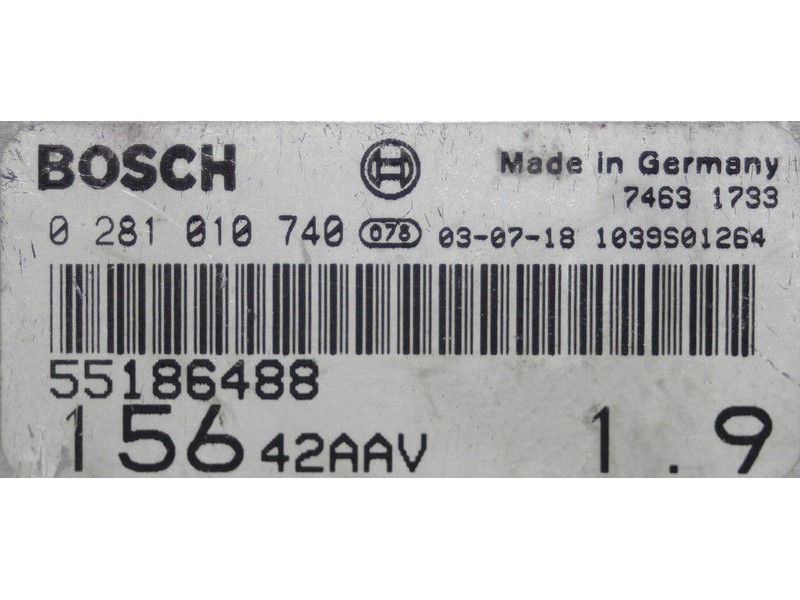 BOSCH Made in Germany
7463 1733
0 281 010 740 078 03-07-18 1039S01264
55186488
156 42AAV 1.9